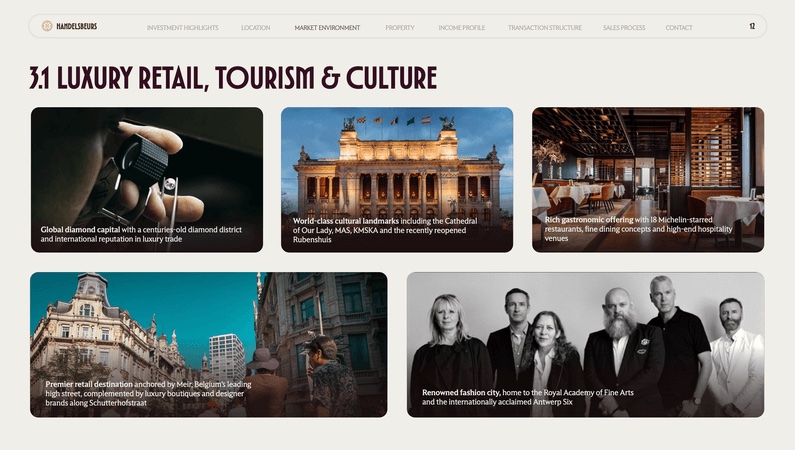 HANDELSBEURS
INVESTMENT HIGHLIGHTS
LOCATION
MARKET ENVIRONMENT
PROPERTY
INCOME PROFILE
TRANSACTION STRUCTURE
SALES PROCESS
CONTACT
12
3.1 LUXURY RETAIL, TOURISM & CULTURE
Global diamond capital with a centuries-old diamond district
and international reputation in luxury trade
World-class cultural landmarks including the Cathedral
of Our Lady, MAS, KMSKA and the recently reopened
Rubenshuis
Rich gastronomic offering with 18 Michelin-starred
restaurants, fine dining concepts and high-end hospitality
venues
Premier retail destination anchored by Meir, Belgium's leading
high street, complemented by luxury boutiques and designer
brands along Schutterhofstraat
Renowned fashion city, home to the Royal Academy of Fine Arts
and the internationally acclaimed Antwerp Six